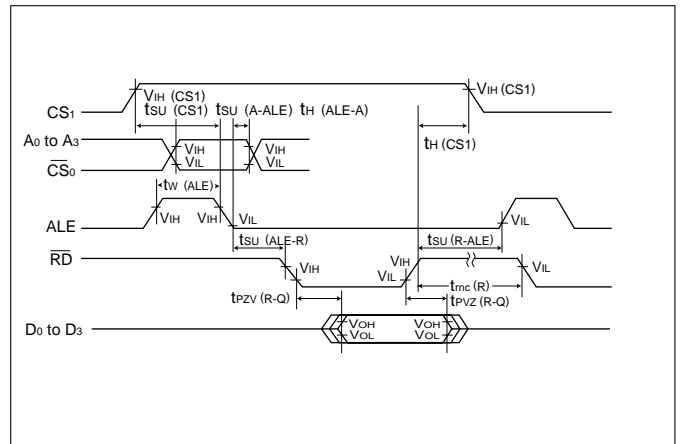 VIH (CS1) VIH (CS1)
CS1 tSU (CS1) tSU (A-ALE) tH (ALE-A)
A0 to A3 VIH VIH tH (CS1)
CS0 VIL VIL
tW (ALE)
ALE VIH VIH VIL VIL
tSU (ALE-R) tSU (R-ALE)
RD VIH VIH VIL
VIL tmc (R)
tPZV (R-Q) tPVZ (R-Q)
D0 to D3 VOH VOH
VOL VOL